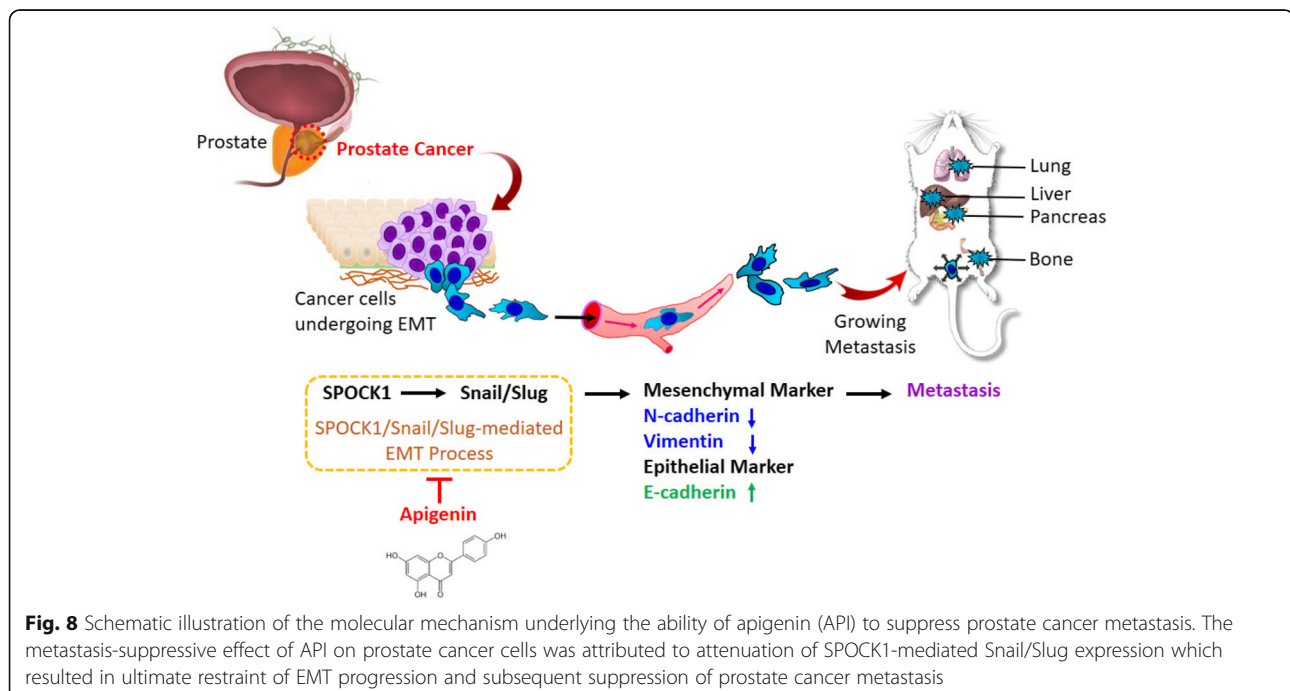 Prostate
Prostate Cancer
Lung
Liver
Pancreas
Bone
Cancer cells
undergoing EMT
Growing
Metastasis
SPOCK1 → Snail/Slug → Mesenchymal Marker → Metastasis
N-cadherin ↓
SPOCK1/Snail/Slug-mediated
EMT Process
Vimentin ↓
Epithelial Marker
E-cadherin ↑
Apigenin
HO
OH
O
OH
O
Fig. 8 Schematic illustration of the molecular mechanism underlying the ability of apigenin (API) to suppress prostate cancer metastasis. The
metastasis-suppressive effect of API on prostate cancer cells was attributed to attenuation of SPOCK1-mediated Snail/Slug expression which
resulted in ultimate restraint of EMT progression and subsequent suppression of prostate cancer metastasis